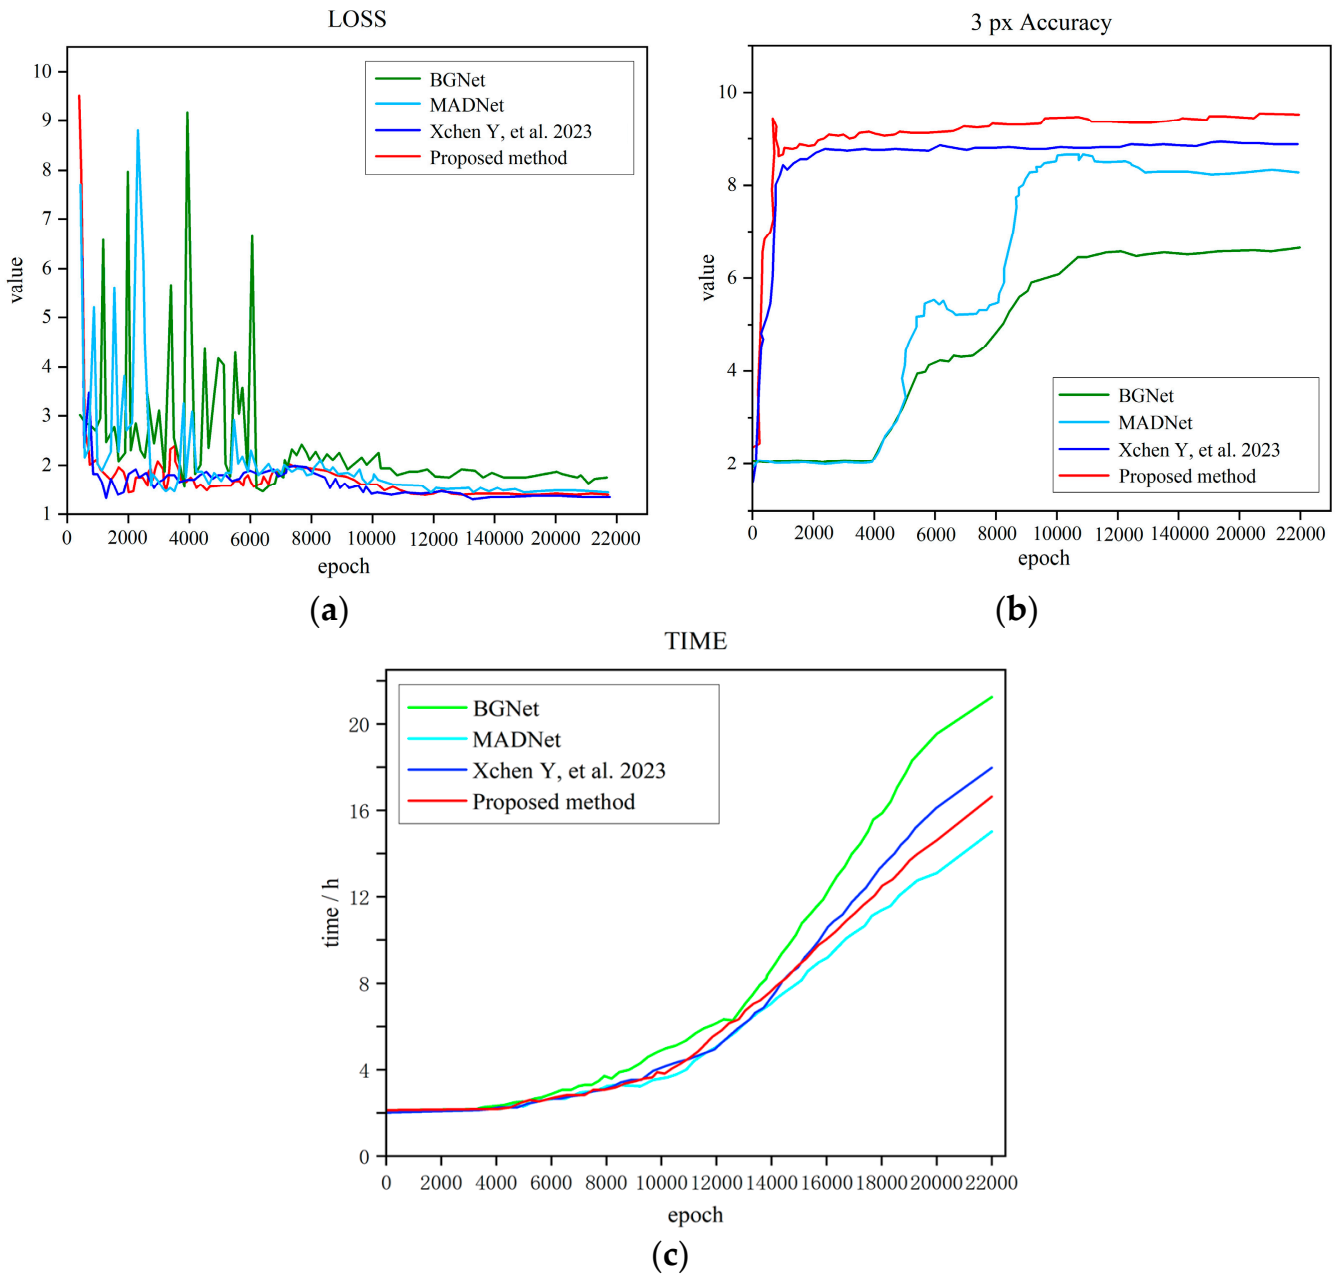 LOSS
10
9
8
7
6
5
4
3
2
1
value
BGNet
MADNet
Xchen Y, et al. 2023
Proposed method
0 2000 4000 6000 8000 10000 12000 140000 20000 22000
epoch
(a)
3 px Accuracy
10
8
6
4
2
value
BGNet
MADNet
Xchen Y, et al. 2023
Proposed method
0 2000 4000 6000 8000 10000 12000 140000 20000 22000
epoch
(b)
TIME
20
16
12
8
4
0
time / h
BGNet
MADNet
Xchen Y, et al. 2023
Proposed method
0 2000 4000 6000 8000 10000 12000 14000 16000 18000 20000 22000
epoch
(c)